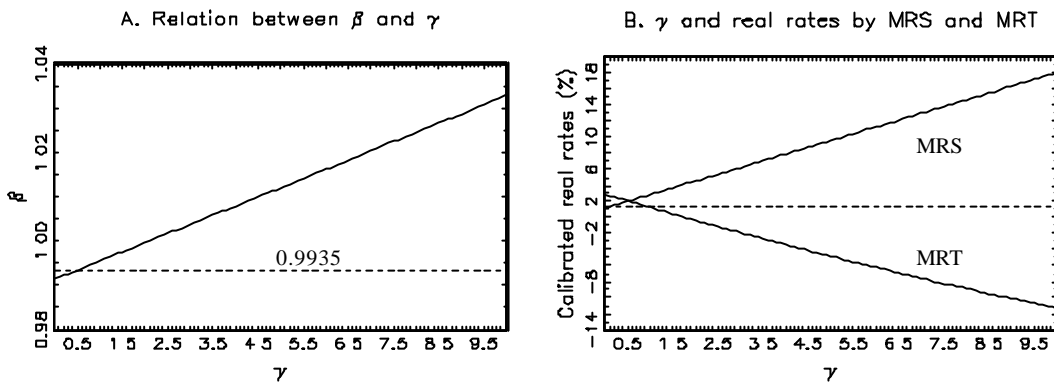 A. Relation between β and γ
B. γ and real rates by MRS and MRT
1.04
1 02
1 00
0.98
β
0.9935
0.5 1 5 2.5 3.5 4.5 5.5 6.5 7.5 8 5 9.5
γ
Calibrated real rates (%)
18
14
10
6
2
-2
-8
-14
MRS
MRT
0.5 1 5 2.5 3.5 4.5 5.5 6.5 7.5 8 5 9.5
γ